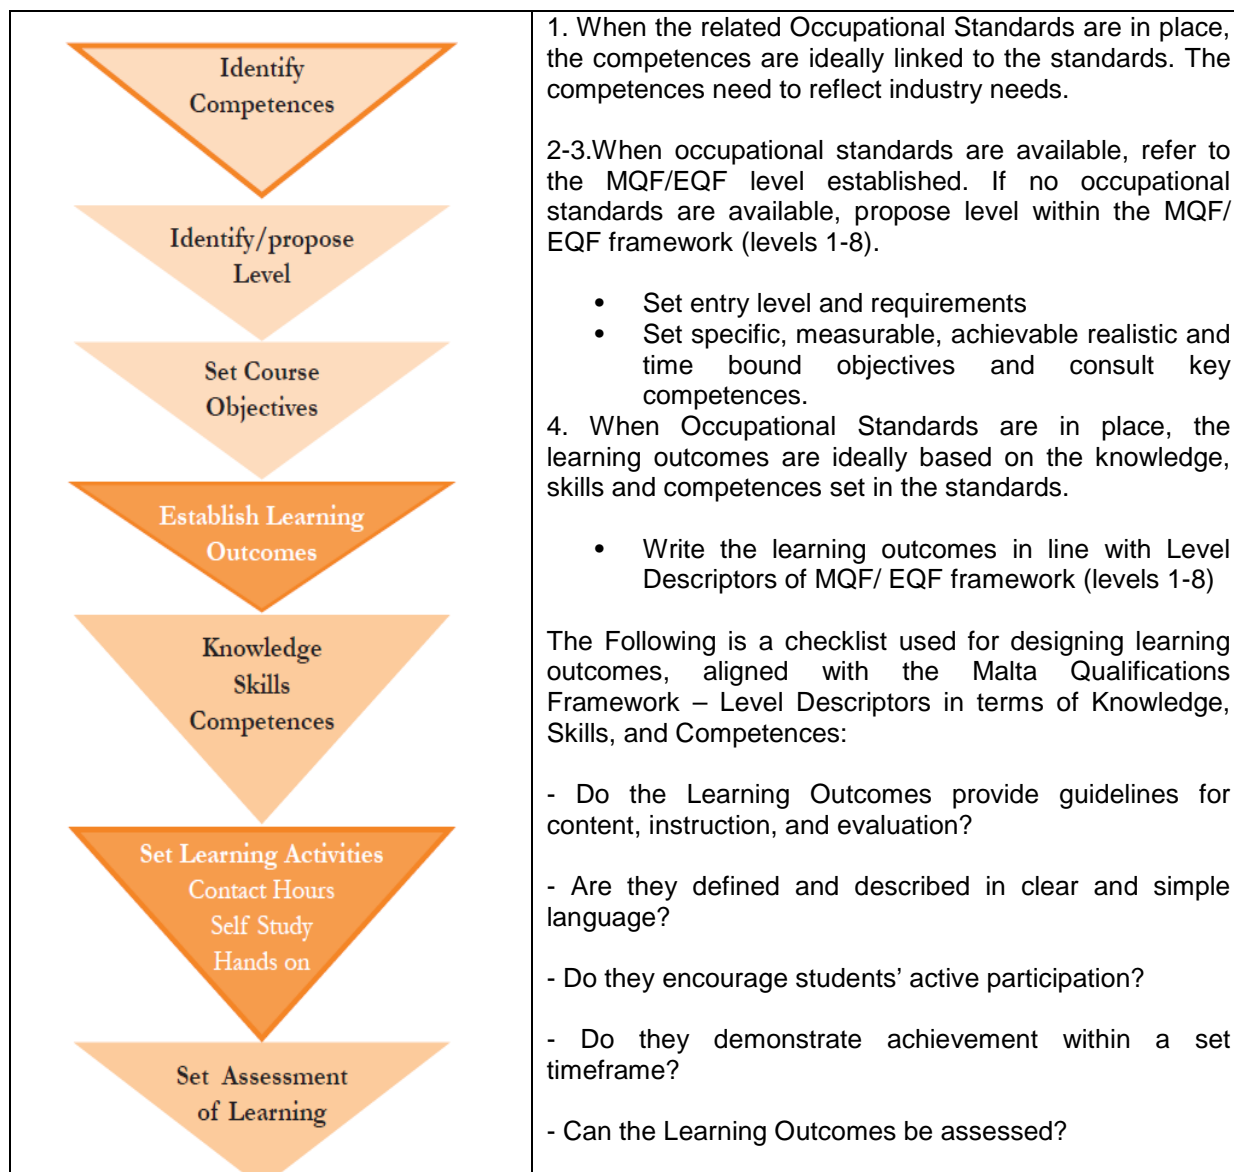 Identify
Competences
Identify/propose
Level
Set Course
Objectives
Establish Learning
Outcomes
Knowledge
Skills
Competences
Set Learning Activities
Contact Hours
Self Study
Hands on
Set Assessment
of Learning
1. When the related Occupational Standards are in place,
the competences are ideally linked to the standards. The
competences need to reflect industry needs.
2-3.When occupational standards are available, refer to
the MQF/EQF level established. If no occupational
standards are available, propose level within the MQF/
EQF framework (levels 1-8).
• Set entry level and requirements
• Set specific, measurable, achievable realistic and
time bound objectives and consult key
competences.
4. When Occupational Standards are in place, the
learning outcomes are ideally based on the knowledge,
skills and competences set in the standards.
• Write the learning outcomes in line with Level
Descriptors of MQF/ EQF framework (levels 1-8)
The Following is a checklist used for designing learning
outcomes, aligned with the Malta Qualifications
Framework – Level Descriptors in terms of Knowledge,
Skills, and Competences:
- Do the Learning Outcomes provide guidelines for
content, instruction, and evaluation?
- Are they defined and described in clear and simple
language?
- Do they encourage students’ active participation?
- Do they demonstrate achievement within a set
timeframe?
- Can the Learning Outcomes be assessed?